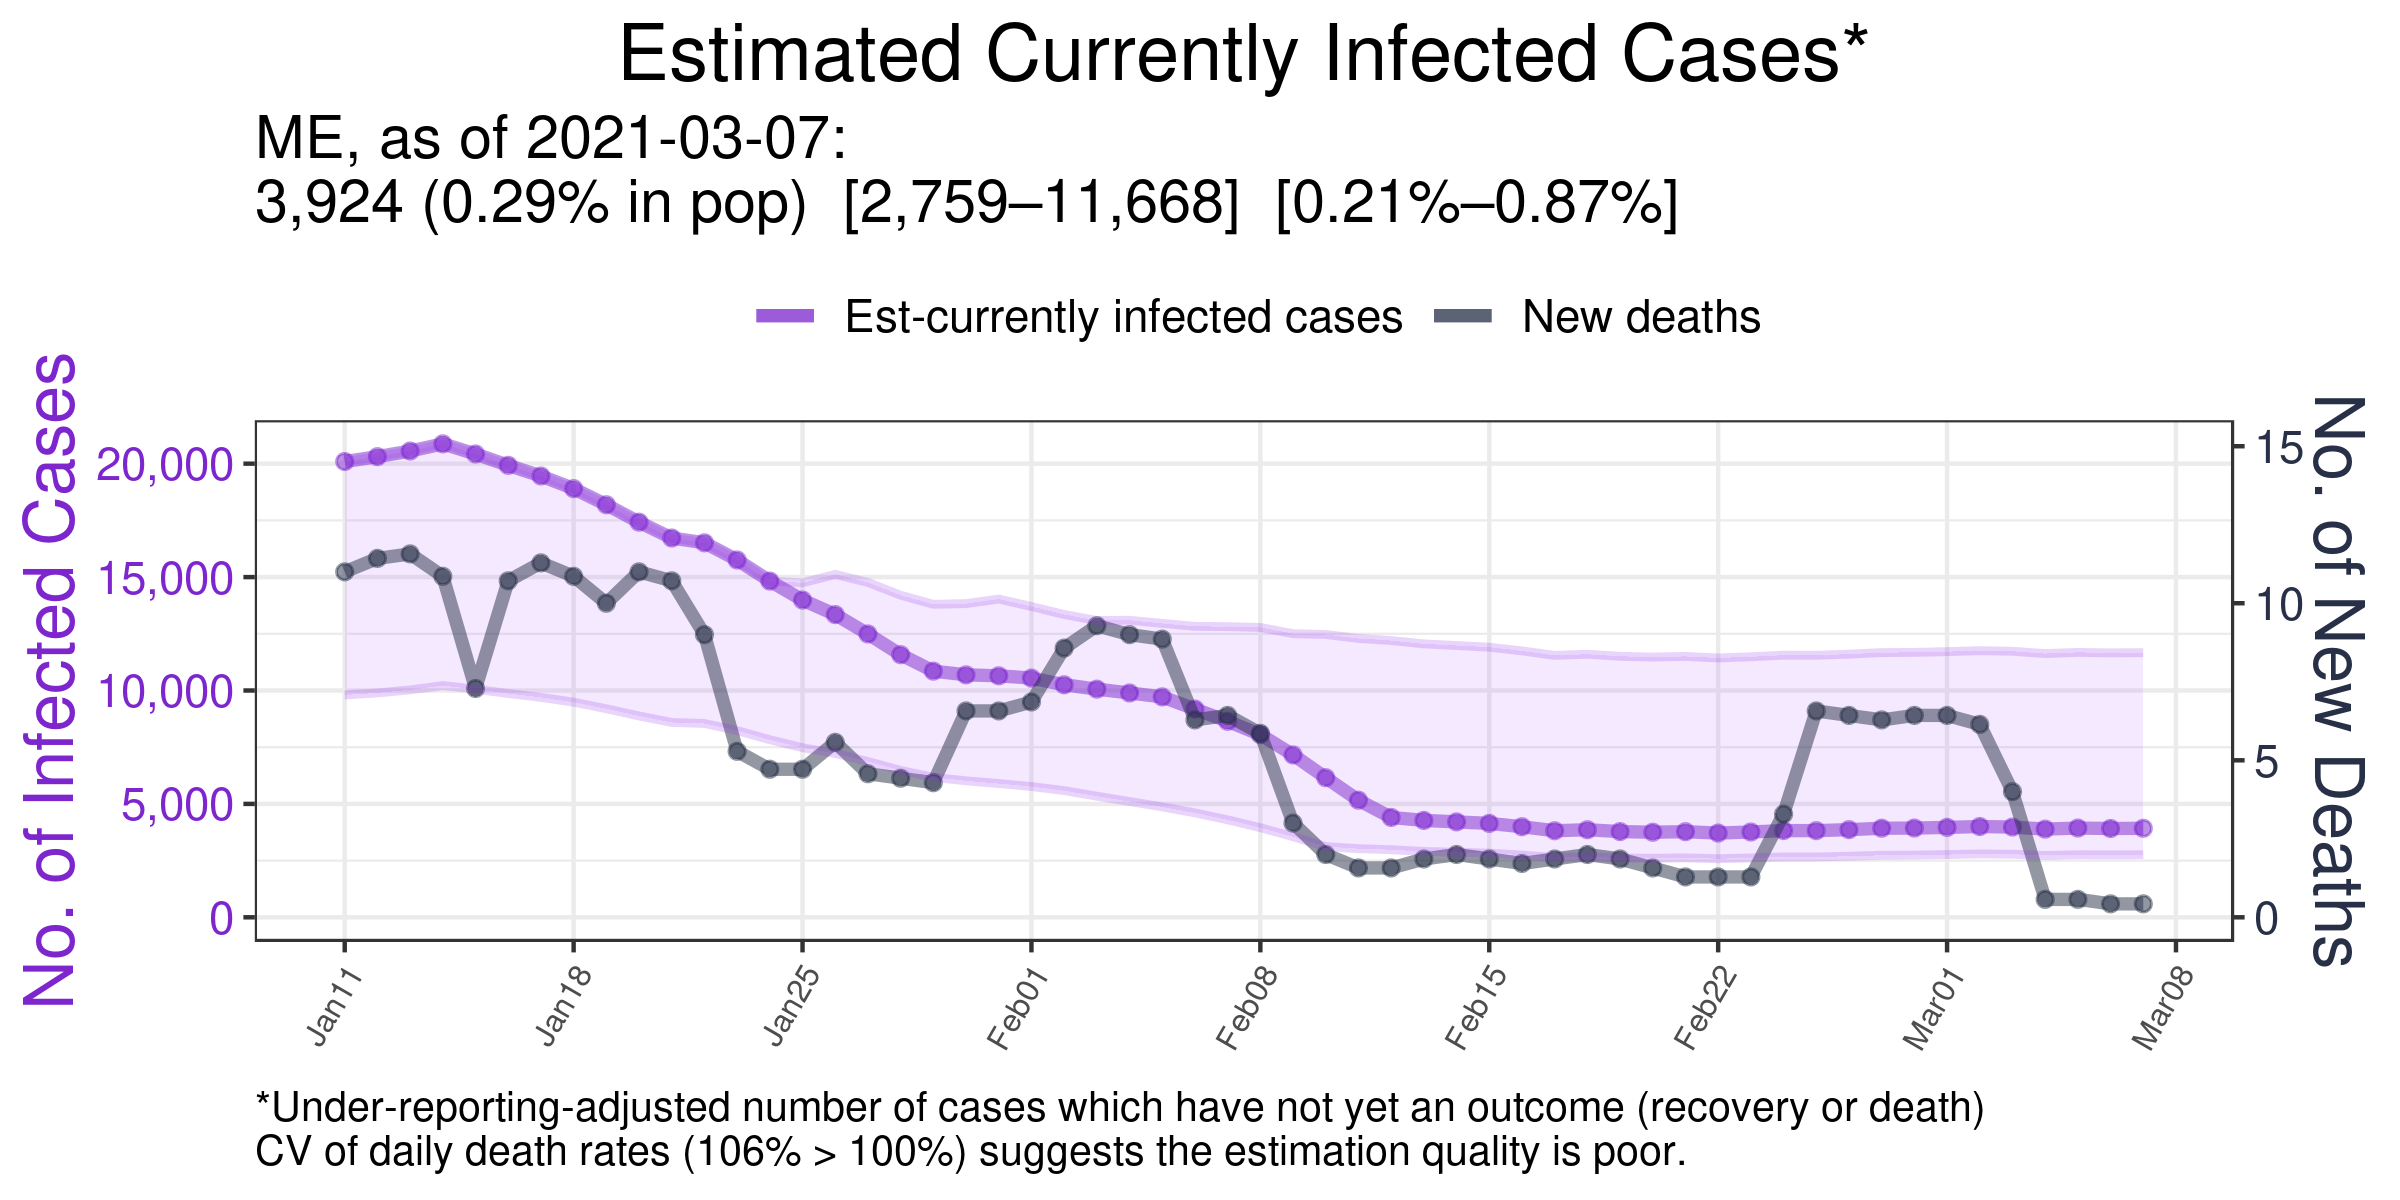 Estimated Currently Infected Cases*
ME, as of 2021-03-07:
3,924 (0.29% in pop)  [2,759–11,668]  [0.21%–0.87%]
Est-currently infected cases
New deaths
No. of Infected Cases
20,000
15,000
10,000
5,000
0
15
10
5
0
No. of New Deaths
Jan11
Jan18
Jan25
Feb01
Feb08
Feb15
Feb22
Mar01
Mar08
*Under-reporting-adjusted number of cases which have not yet an outcome (recovery or death)
CV of daily death rates (106% > 100%) suggests the estimation quality is poor.